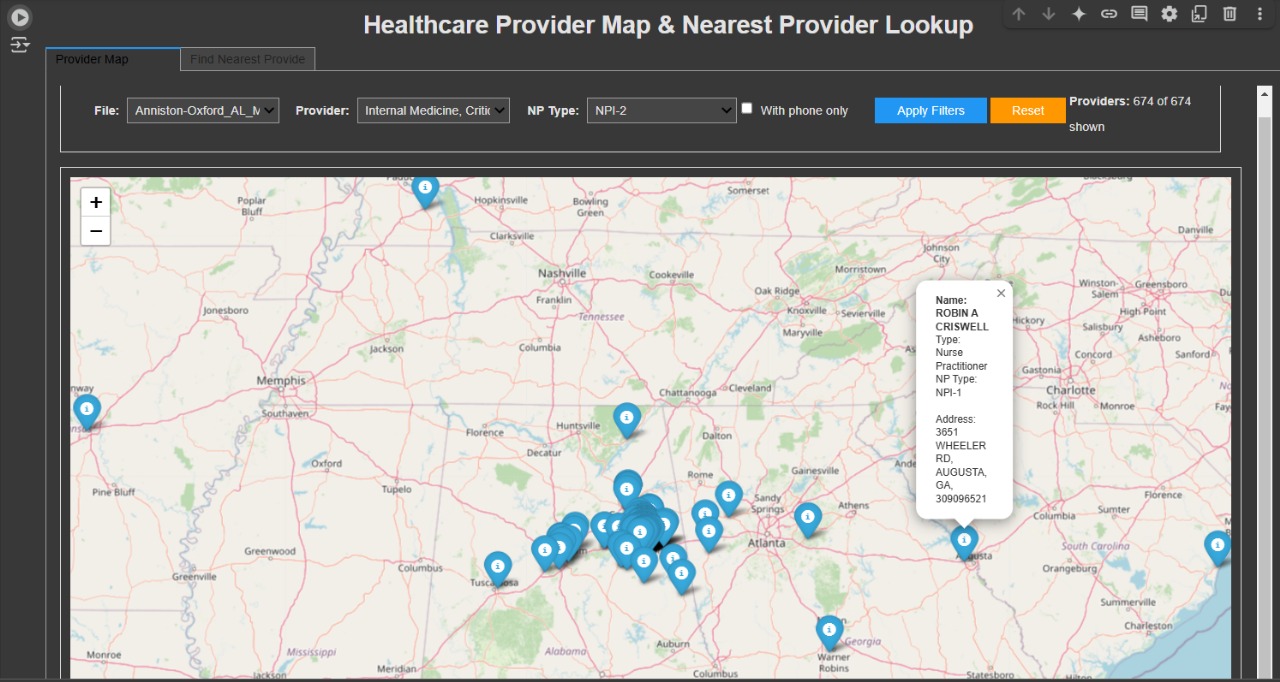 Healthcare Provider Map & Nearest Provider Lookup
Provider Map
Find Nearest Provide
File: Anniston-Oxford_AL_M
Provider: Internal Medicine, Critic
NP Type: NPI-2
With phone only
Apply Filters
Reset
Providers: 674 of 674
shown
+
−
Poplar
Bluff
Hopkinsville
Bowling
Green
Somerset
Clarksville
Danville
Johnson
City
Nashville
Cookeville
Morristown
Oak Ridge
Franklin
Knoxville
Sevierville
Winston-
Salem
Greensboro
Jonesboro
Tennessee
Hickory
High Point
Maryville
Salisbury
Asheboro
Jackson
Columbia
Concord
Sanford
Gastonia
Memphis
Chattanooga
Cleveland
Charlotte
Southaven
Rock Hill
Monroe
Florence
Huntsville
Dalton
Decatur
Oxford
Rome
Gainesville
Pine Bluff
Tupelo
Sandy
Springs
Athens
Florence
Columbia
Sumter
Atlanta
Greenwood
South Carolina
Columbus
Orangeburg
Greenville
Summerville
Charleston
Auburn
Georgia
Monroe
Mississippi
Alabama
Warner
Robins
Meridian
Jackson
Columbus
Statesboro
×
Name:
ROBIN A
CRISWELL
Type:
Nurse
Practitioner
NP Type:
NPI-1
Address:
3651
WHEELER
RD,
AUGUSTA,
GA,
309096521